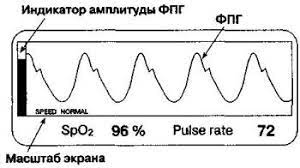 Индикатор амплитуды ФПГ
ФПГ
SPEED NORMAL
SpO₂ 96 % Pulse rate 72
Масштаб экрана